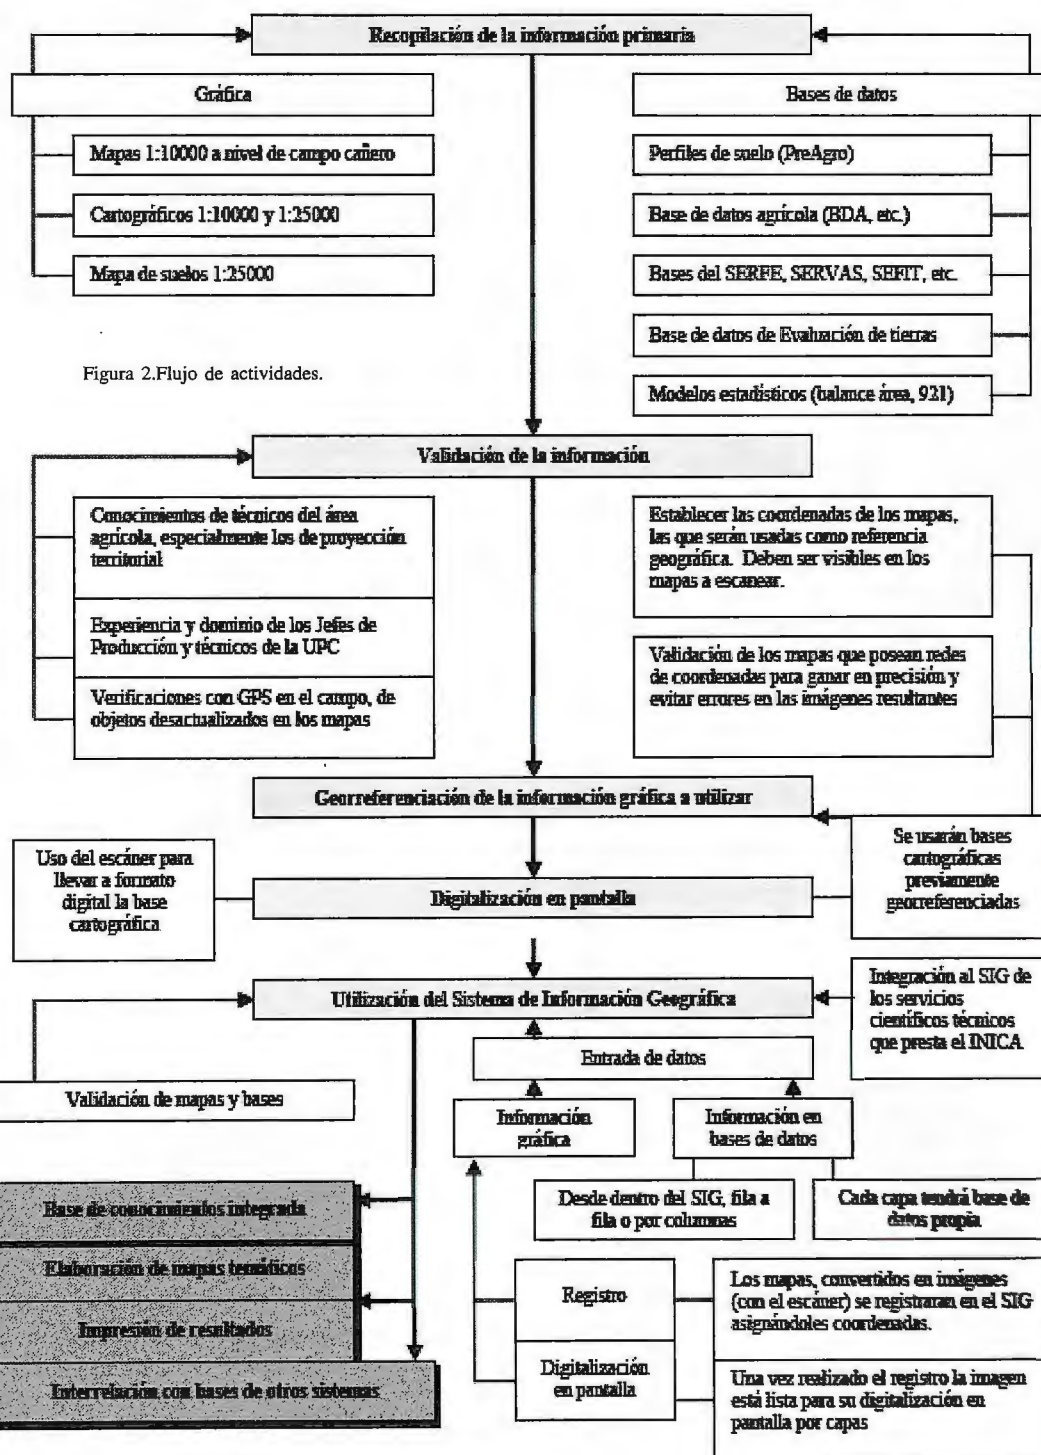 Recopilación de la información primaria
Gráfica
Mapas 1:10000 a nivel de campo cañero
Cartográficos 1:10000 y 1:25000
Mapa de suelos 1:25000
Bases de datos
Perfiles de suelo (PreAgro)
Base de datos agrícola (BDA, etc.)
Bases del SERFE, SERVAS, SEFIT, etc.
Base de datos de Evaluación de tierras
Modelos estadísticos (balance área, 921)
Figura 2.Flujo de actividades.
Validación de la información
Conocimientos de técnicos del área
agrícola, especialmente los de proyección
territorial
Experiencia y dominio de los Jefes de
Producción y técnicos de la UPC
Verificaciones con GPS en el campo, de
objetos desactualizados en los mapas
Establecer las coordenadas de los mapas,
las que serán usadas como referencia
geográfica. Deben ser visibles en los
mapas a escanear.
Validación de los mapas que posean redes
de coordenadas para ganar en precisión y
evitar errores en las imágenes resultantes
Georreferenciación de la información gráfica a utilizar
Uso del escáner para
llevar a formato
digital la base
cartográfica
Digitalización en pantalla
Se usarán bases
cartográficas
previamente
georreferenciadas
Utilización del Sistema de Información Geográfica
Integración al SIG de
los servicios
científicos técnicos
que presta el INICA
Entrada de datos
Validación de mapas y bases
Información
gráfica
Información en
bases de datos
Desde dentro del SIG, fila a
fila o por columnas
Cada capa tendrá base de
datos propia
Base de conocimientos integrada
Elaboración de mapas temáticos
Impresión de resultados
Interrelación con bases de otros sistemas
Registro
Digitalización
en pantalla
Los mapas, convertidos en imágenes
(con el escáner) se registraran en el SIG
asignándoles coordenadas.
Una vez realizado el registro la imagen
está lista para su digitalización en
pantalla por capas